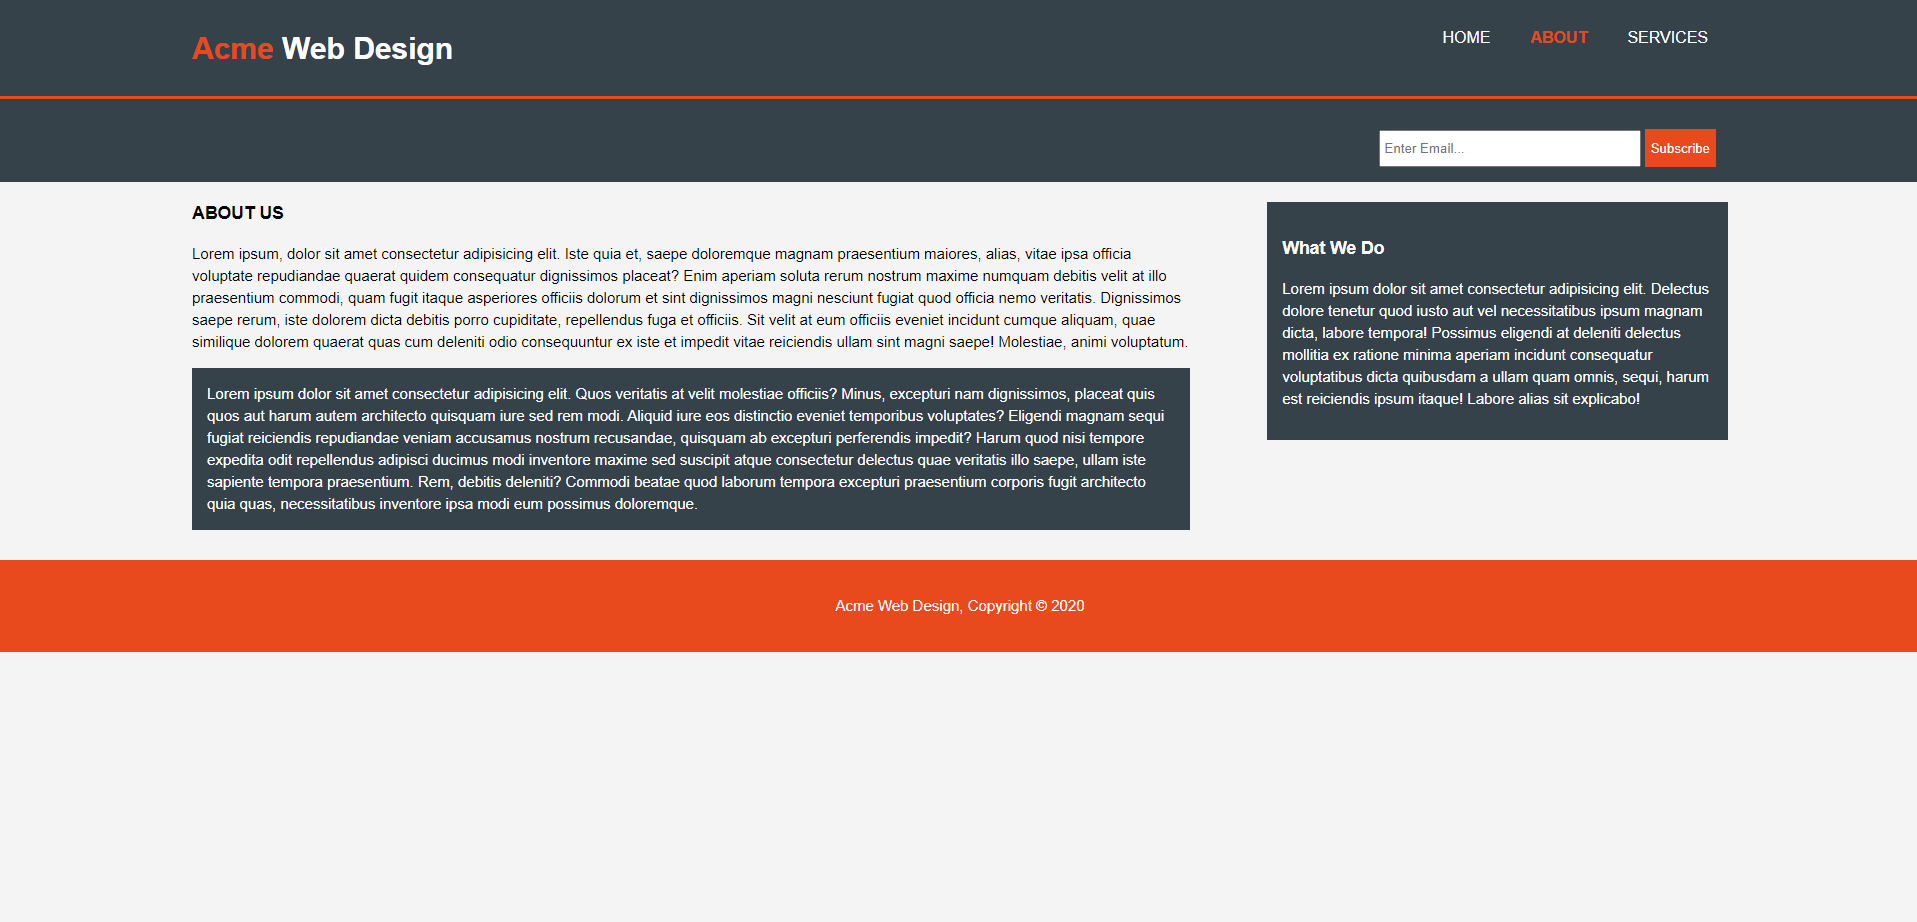 Acme Web Design
HOME ABOUT SERVICES
Enter Email... Subscribe
ABOUT US
Lorem ipsum, dolor sit amet consectetur adipisicing elit. Iste quia et, saepe doloremque magnam praesentium maiores, alias, vitae ipsa officia
voluptate repudiandae quaerat quidem consequatur dignissimos placeat? Enim aperiam soluta rerum nostrum maxime numquam debitis velit at illo
praesentium commodi, quam fugit itaque asperiores officiis dolorum et sint dignissimos magni nesciunt fugiat quod officia nemo veritatis. Dignissimos
saepe rerum, iste dolorem dicta debitis porro cupiditate, repellendus fuga et officiis. Sit velit at eum officiis eveniet incidunt cumque aliquam, quae
similique dolorem quaerat quas cum deleniti odio consequuntur ex iste et impedit vitae reiciendis ullam sint magni saepe! Molestiae, animi voluptatum.
Lorem ipsum dolor sit amet consectetur adipisicing elit. Quos veritatis at velit molestiae officiis? Minus, excepturi nam dignissimos, placeat quis
quos aut harum autem architecto quisquam iure sed rem modi. Aliquid iure eos distinctio eveniet temporibus voluptates? Eligendi magnam sequi
fugiat reiciendis repudiandae veniam accusamus nostrum recusandae, quisquam ab excepturi perferendis impedit? Harum quod nisi tempore
expedita odit repellendus adipisci ducimus modi inventore maxime sed suscipit atque consectetur delectus quae veritatis illo saepe, ullam iste
sapiente tempora praesentium. Rem, debitis deleniti? Commodi beatae quod laborum tempora excepturi praesentium corporis fugit architecto
quia quas, necessitatibus inventore ipsa modi eum possimus doloremque.
What We Do
Lorem ipsum dolor sit amet consectetur adipisicing elit. Delectus
dolore tenetur quod iusto aut vel necessitatibus ipsum magnam
dicta, labore tempora! Possimus eligendi at deleniti delectus
mollitia ex ratione minima aperiam incidunt consequatur
voluptatibus dicta quibusdam a ullam quam omnis, sequi, harum
est reiciendis ipsum itaque! Labore alias sit explicabo!
Acme Web Design, Copyright © 2020